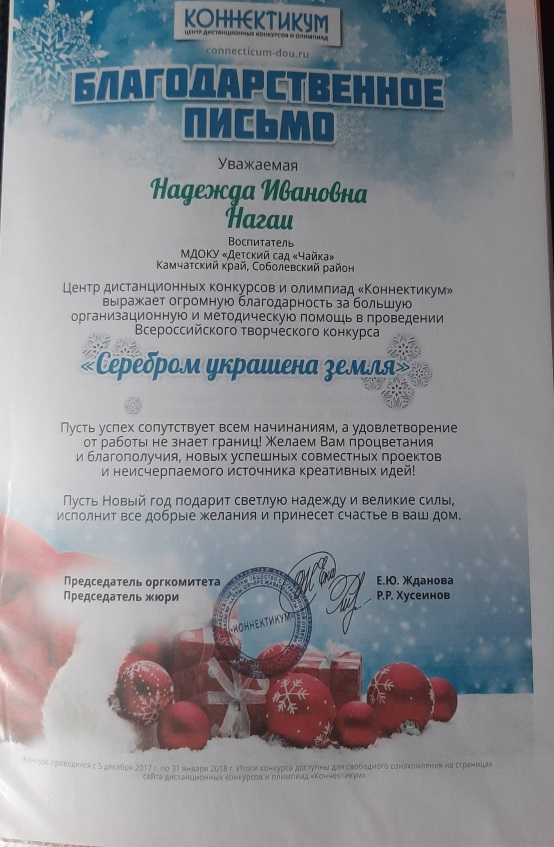 КОННЕКТИКУМ
ЦЕНТР ДИСТАНЦИОННЫХ КОНКУРСОВ И ОЛИМПИАД
connecticum-dou.ru
БЛАГОДАРСТВЕННОЕ
ПИСЬМО
Уважаемая
Надежда Ивановна
Нагаи
Воспитатель
МДОКУ «Детский сад «Чайка»
Камчатский край, Соболевский район
Центр дистанционных конкурсов и олимпиад «Коннектикум»
выражает огромную благодарность за большую
организационную и методическую помощь в проведении
Всероссийского творческого конкурса
«Серебром украшена земля»
Пусть успех сопутствует всем начинаниям, а удовлетворение
от работы не знает границ! Желаем Вам процветания
и благополучия, новых успешных совместных проектов
и неисчерпаемого источника креативных идей!
Пусть Новый год подарит светлую надежду и великие силы,
исполнит все добрые желания и принесет счастье в ваш дом.
Председатель оргкомитета Е.Ю. Жданова
Председатель жюри Р.Р. Хусеинов
«КОННЕКТИКУМ»
Конкурс проводился с 5 декабря 2017 г. по 31 января 2018 г. Итоги конкурса доступны для свободного ознакомления на страницах
сайта дистанционных конкурсов и олимпиад «Коннектикум»